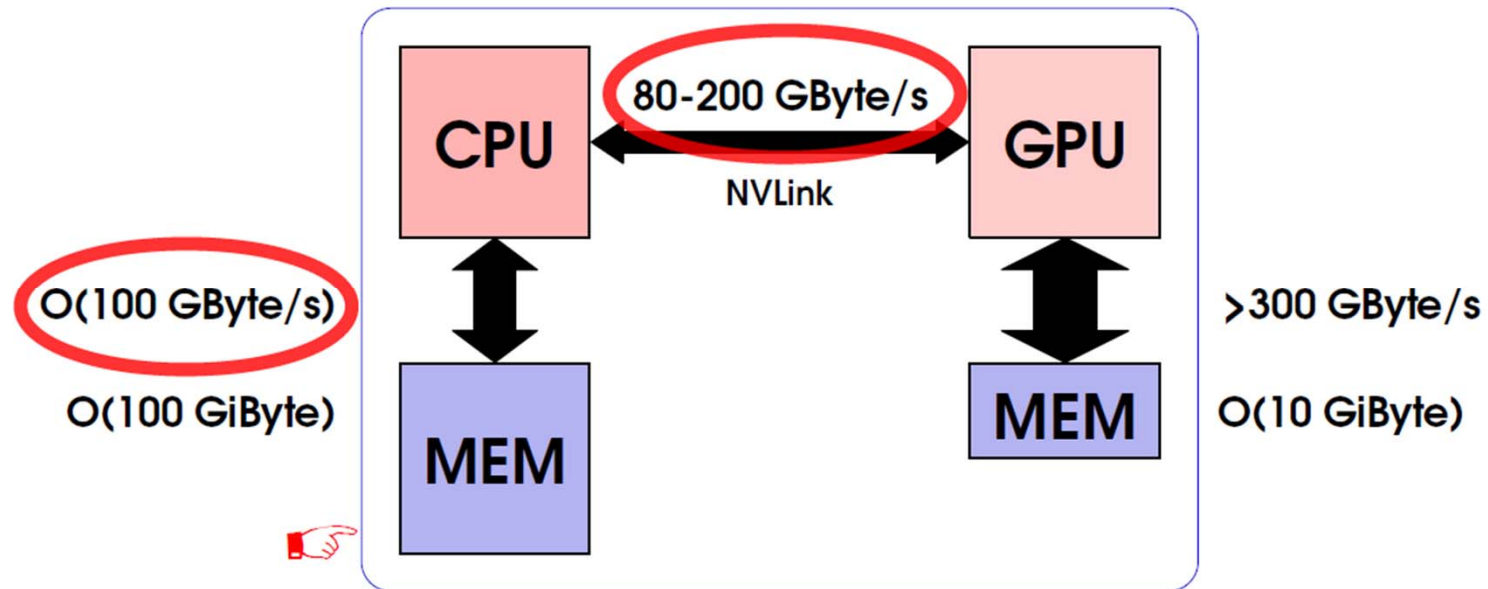 CPU
80-200 GByte/s
GPU
NVLink
O(100 GByte/s)
>300 GByte/s
O(100 GiByte)
MEM
MEM
O(10 GiByte)